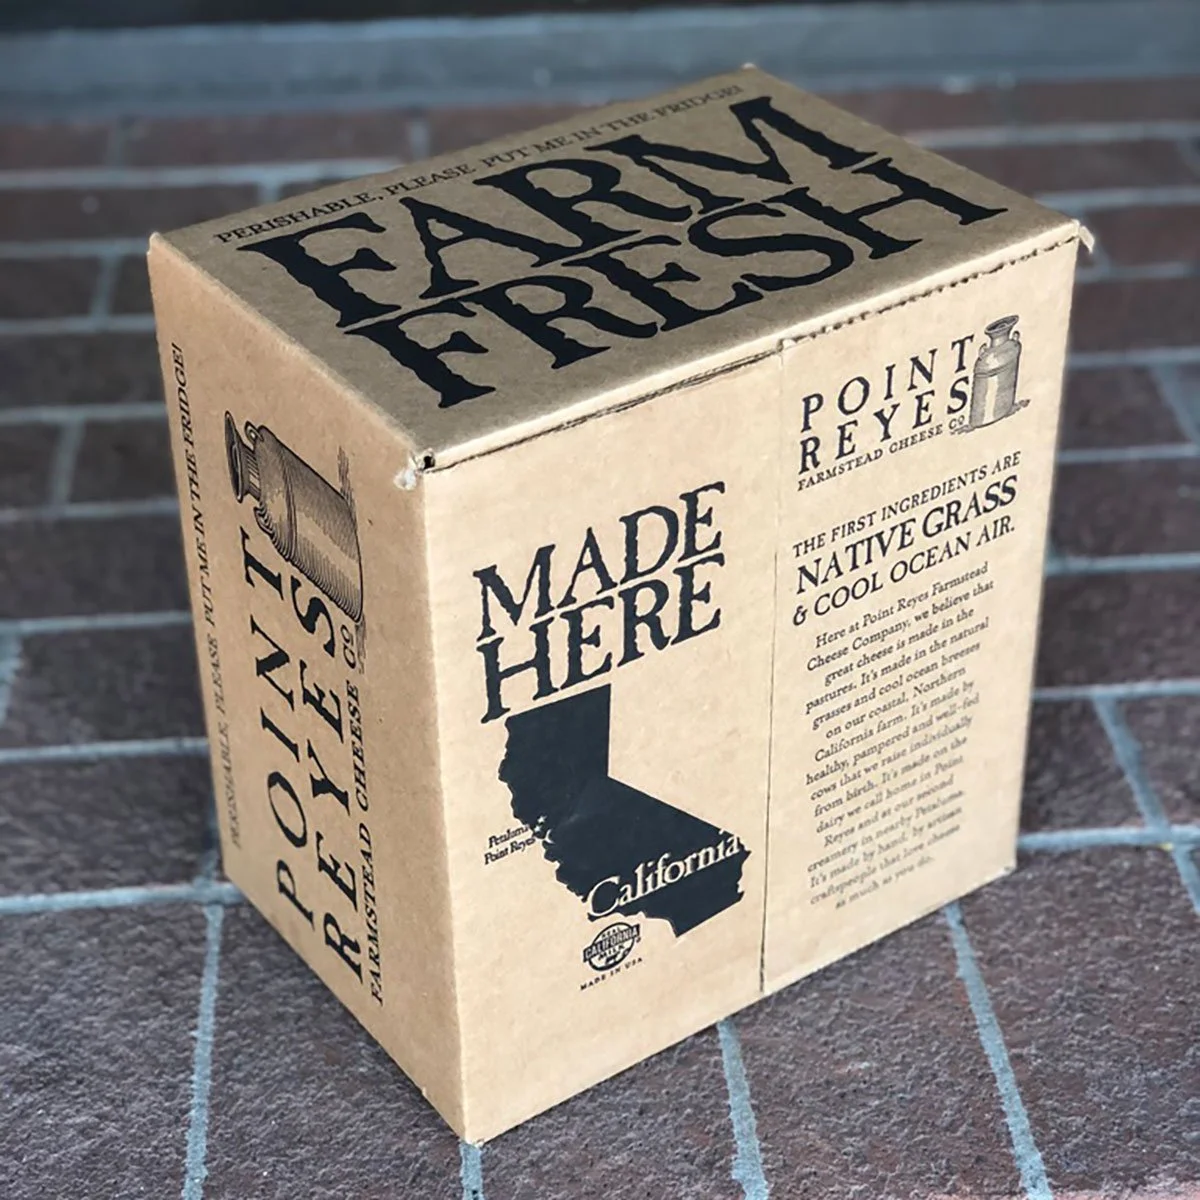 PERISHABLE, PLEASE PUT ME IN THE FRIDGE!
FARM
FRESH
PERISHABLE, PLEASE PUT ME IN THE FRIDGE!
POINT
REYES
FARMSTEAD CHEESE CO
MADE
HERE
Petaluma
Point Reyes
California
REAL
CALIFORNIA
MILK
MADE IN USA
POINT
REYES
FARMSTEAD CHEESE CO
THE FIRST INGREDIENTS ARE
NATIVE GRASS
& COOL OCEAN AIR.
Here at Point Reyes Farmstead
Cheese Company, we believe that
great cheese is made in the
pastures. It's made in the natural
grasses and cool ocean breezes
on our coastal, Northern
California farm. It's made by
healthy, pampered and well-fed
cows that we raise individually
from birth. It's made on the
dairy we call home in Point
Reyes and at our second
creamery in nearby Petaluma.
It's made by hand, by artisan
craftspeople that love cheese
as much as you do.